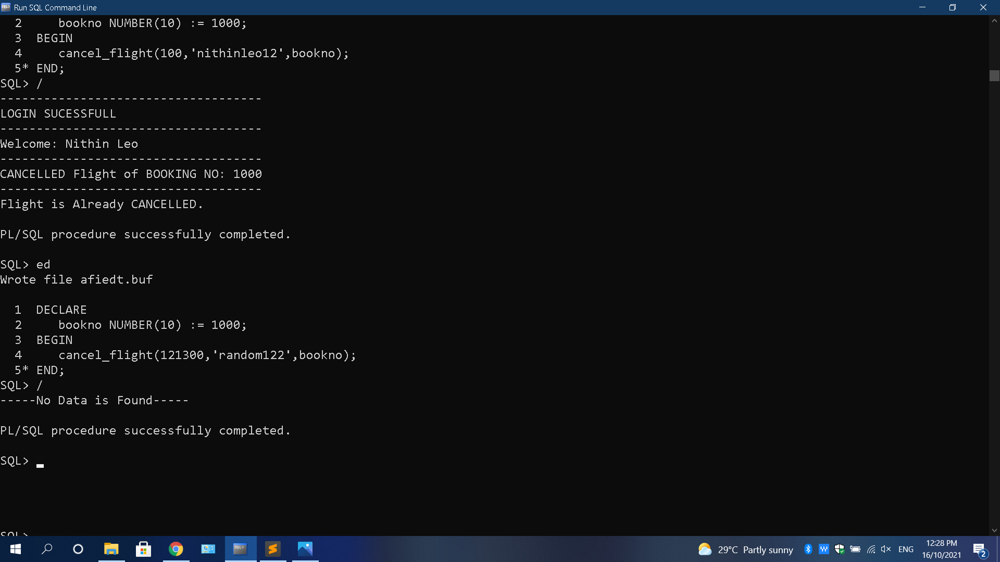 Run SQL Command Line
  2     bookno NUMBER(10) := 1000;
  3  BEGIN
  4     cancel_flight(100,'nithinleo12',bookno);
  5* END;
SQL> /
------------------------------------
LOGIN SUCESSFULL
------------------------------------
Welcome: Nithin Leo
------------------------------------
CANCELLED Flight of BOOKING NO: 1000
------------------------------------
Flight is Already CANCELLED.
PL/SQL procedure successfully completed.
SQL> ed
Wrote file afiedt.buf
  1  DECLARE
  2     bookno NUMBER(10) := 1000;
  3  BEGIN
  4     cancel_flight(121300,'random122',bookno);
  5* END;
SQL> /
-----No Data is Found-----
PL/SQL procedure successfully completed.
SQL>
SQL>
29°C Partly sunny
ENG
12:28 PM
16/10/2021
2